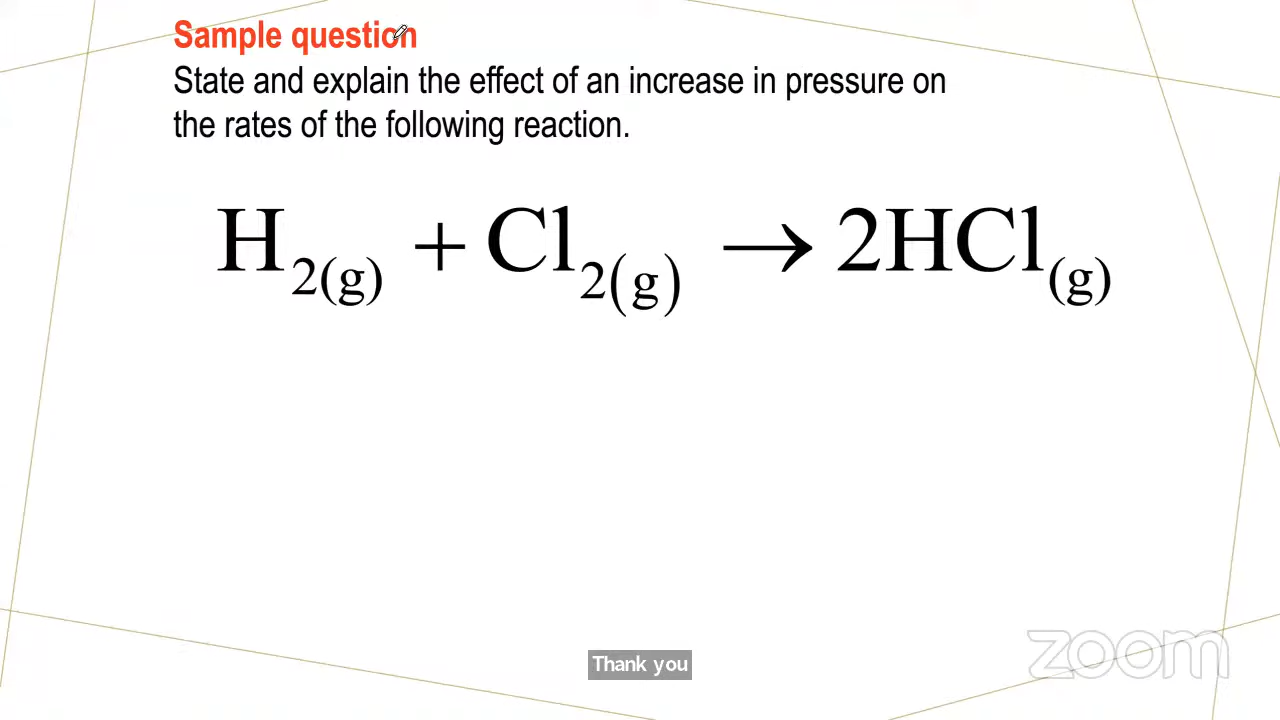 Sample question
State and explain the effect of an increase in pressure on
the rates of the following reaction.
H₂(g) + Cl₂(g) → 2HCl(g)
Thank you
zoom